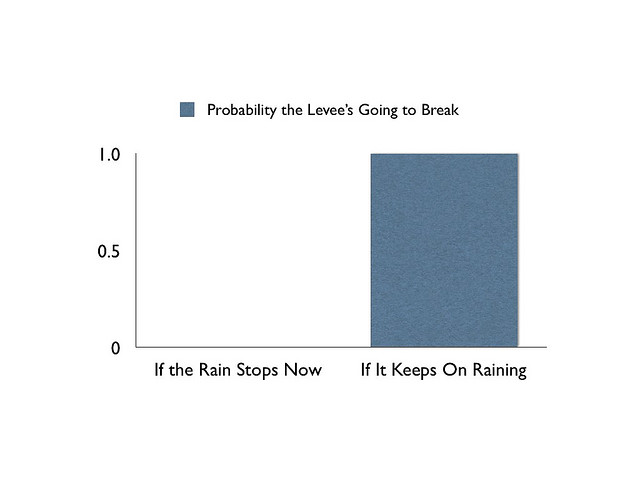 Probability the Levee's Going to Break
1.0
0.5
0
If the Rain Stops Now
If It Keeps On Raining